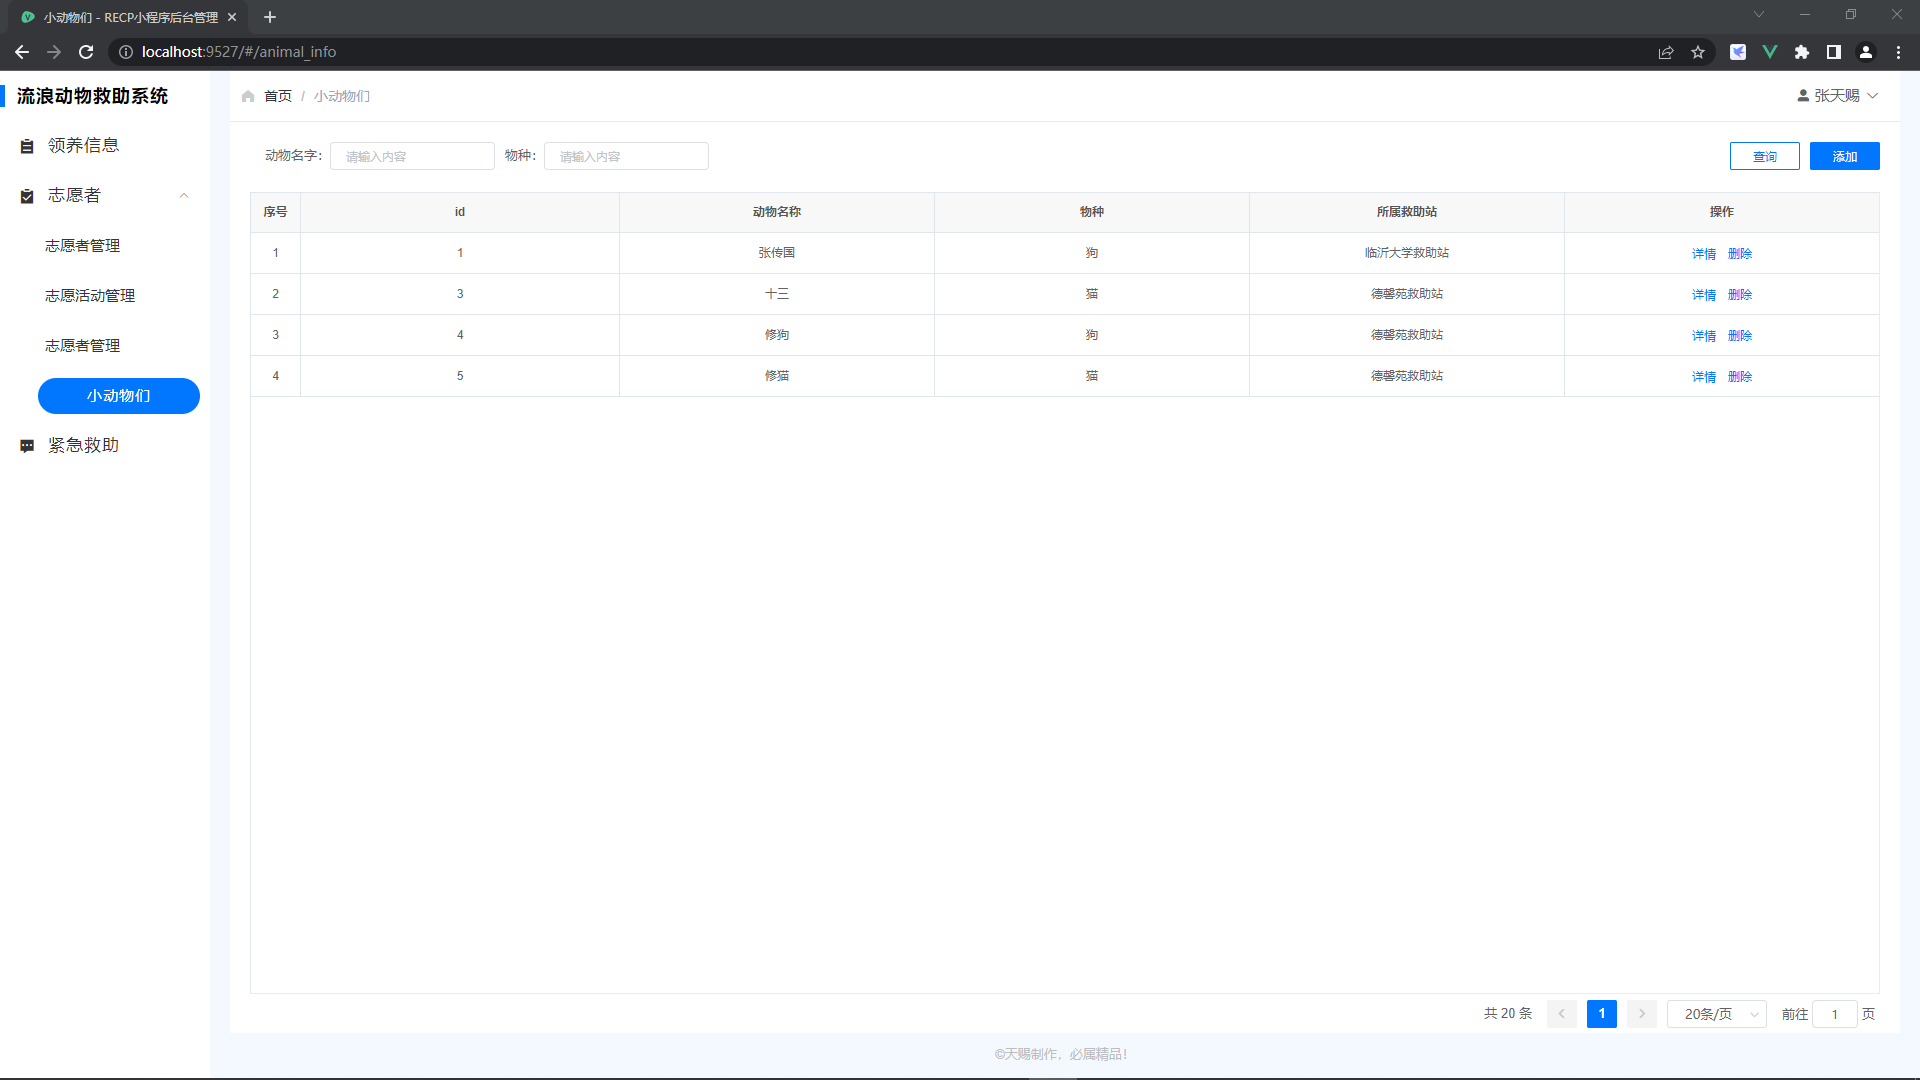 小动物们 - RECP小程序后台管理
localhost:9527/#/animal_info
流浪动物救助系统
首页 / 小动物们
张天赐
领养信息
志愿者
志愿者管理
志愿活动管理
志愿者管理
小动物们
紧急救助
动物名字： 请输入内容 物种： 请输入内容 查询 添加
序号 id 动物名称 物种 所属救助站 操作
1 1 张传国 狗 临沂大学救助站 详情 删除
2 3 十三 猫 德馨苑救助站 详情 删除
3 4 修狗 狗 德馨苑救助站 详情 删除
4 5 修猫 猫 德馨苑救助站 详情 删除
共 20 条 1 20条/页 前往 1 页
©天赐制作，必属精品！